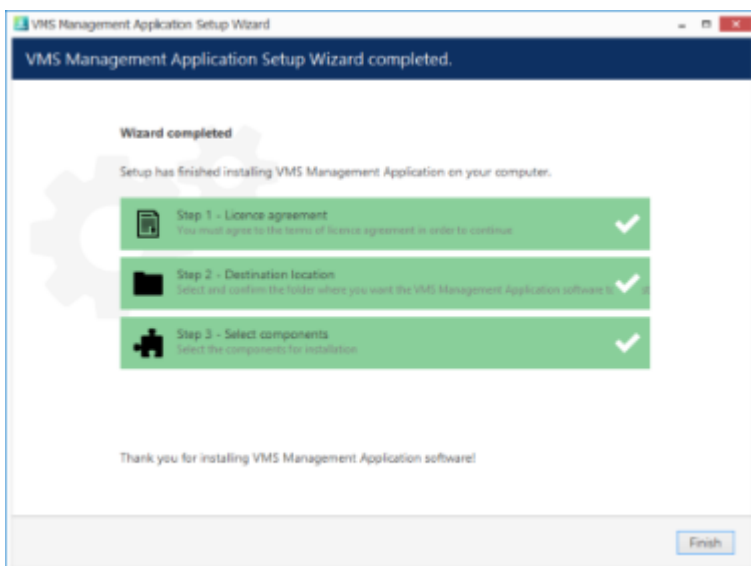 VMS Management Application Setup Wizard
VMS Management Application Setup Wizard completed.
Wizard completed
Setup has finished installing VMS Management Application on your computer.
Step 1 - Licence agreement
You must agree to the terms of licence agreement in order to continue
Step 2 - Destination location
Select and confirm the folder where you want the VMS Management Application software
Step 3 - Select components
Select the components for installation
Thank you for installing VMS Management Application software!
Finish